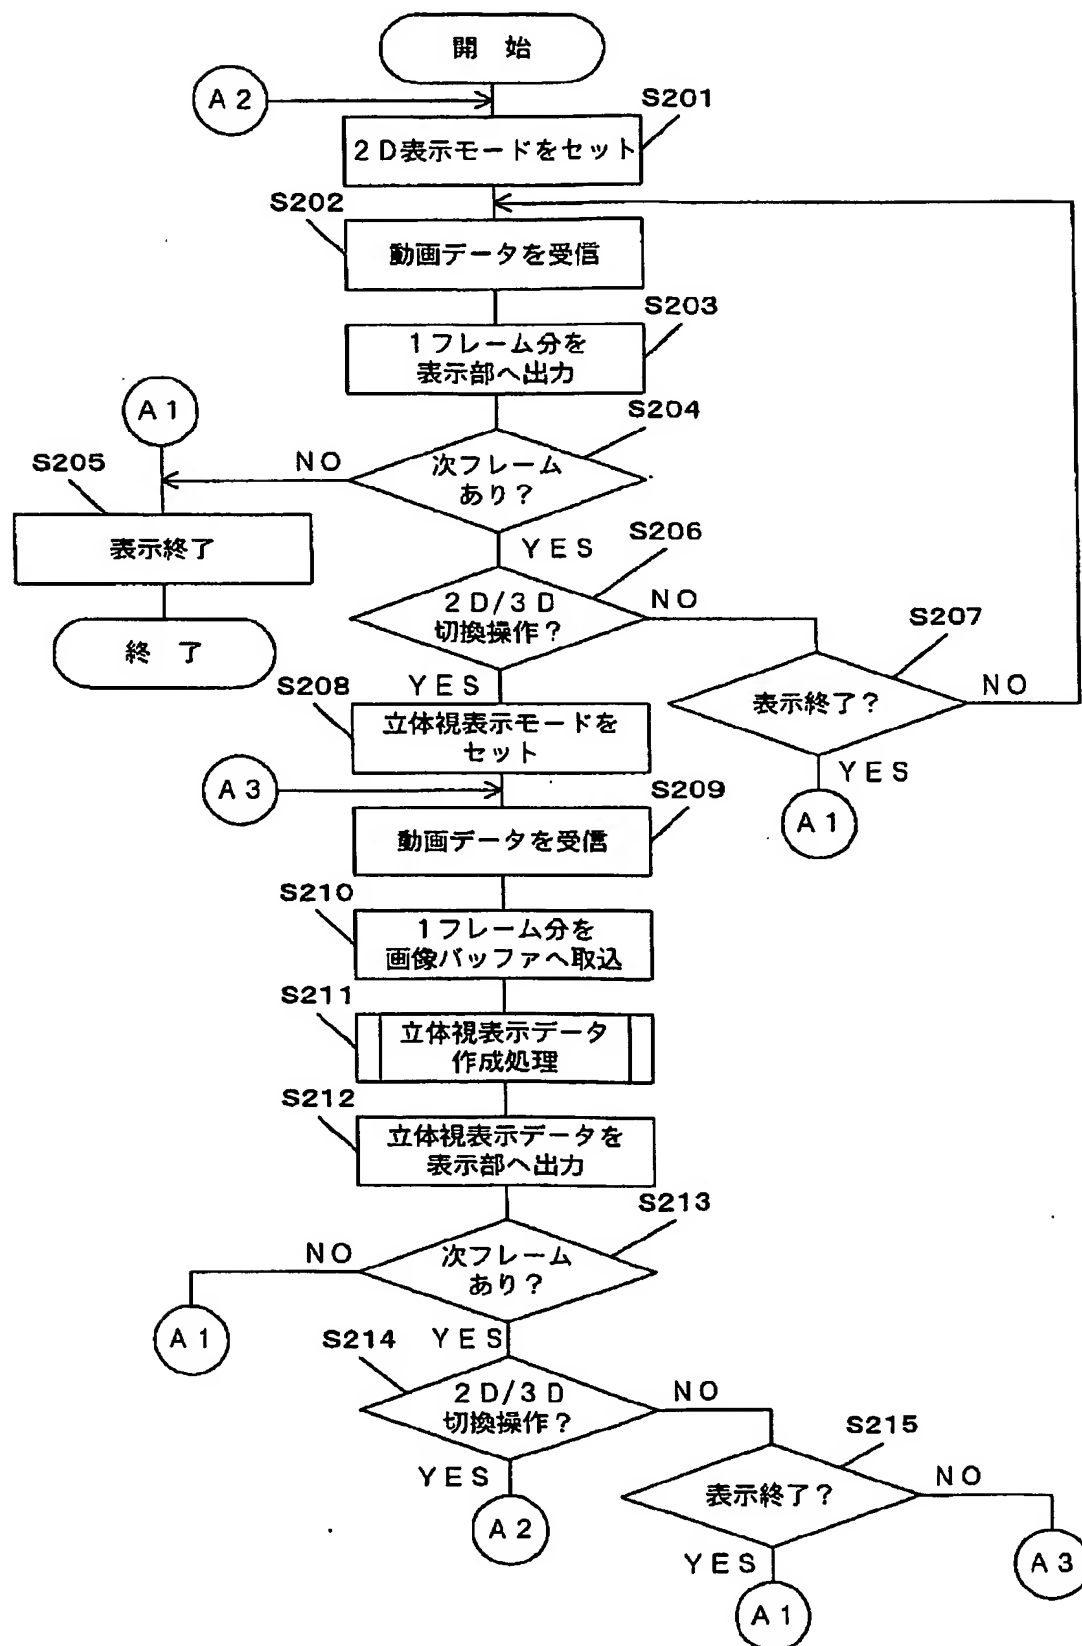 開 始
A2
S201
2D表示モードをセット
S202
動画データを受信
S203
1フレーム分を
表示部へ出力
A1
S204
S205
NO
次フレーム
あり?
表示終了
YES
S206
2D/3D
切換操作?
NO
S207
終 了
S208
YES
表示終了?
NO
立体視表示モードを
セット
YES
A3
S209
A1
動画データを受信
S210
1フレーム分を
画像バッファへ取込
S211
立体視表示データ
作成処理
S212
立体視表示データを
表示部へ出力
S213
NO
次フレーム
あり?
A1
S214
YES
2D/3D
切換操作?
NO
S215
YES
表示終了?
NO
A2
YES
A3
A1